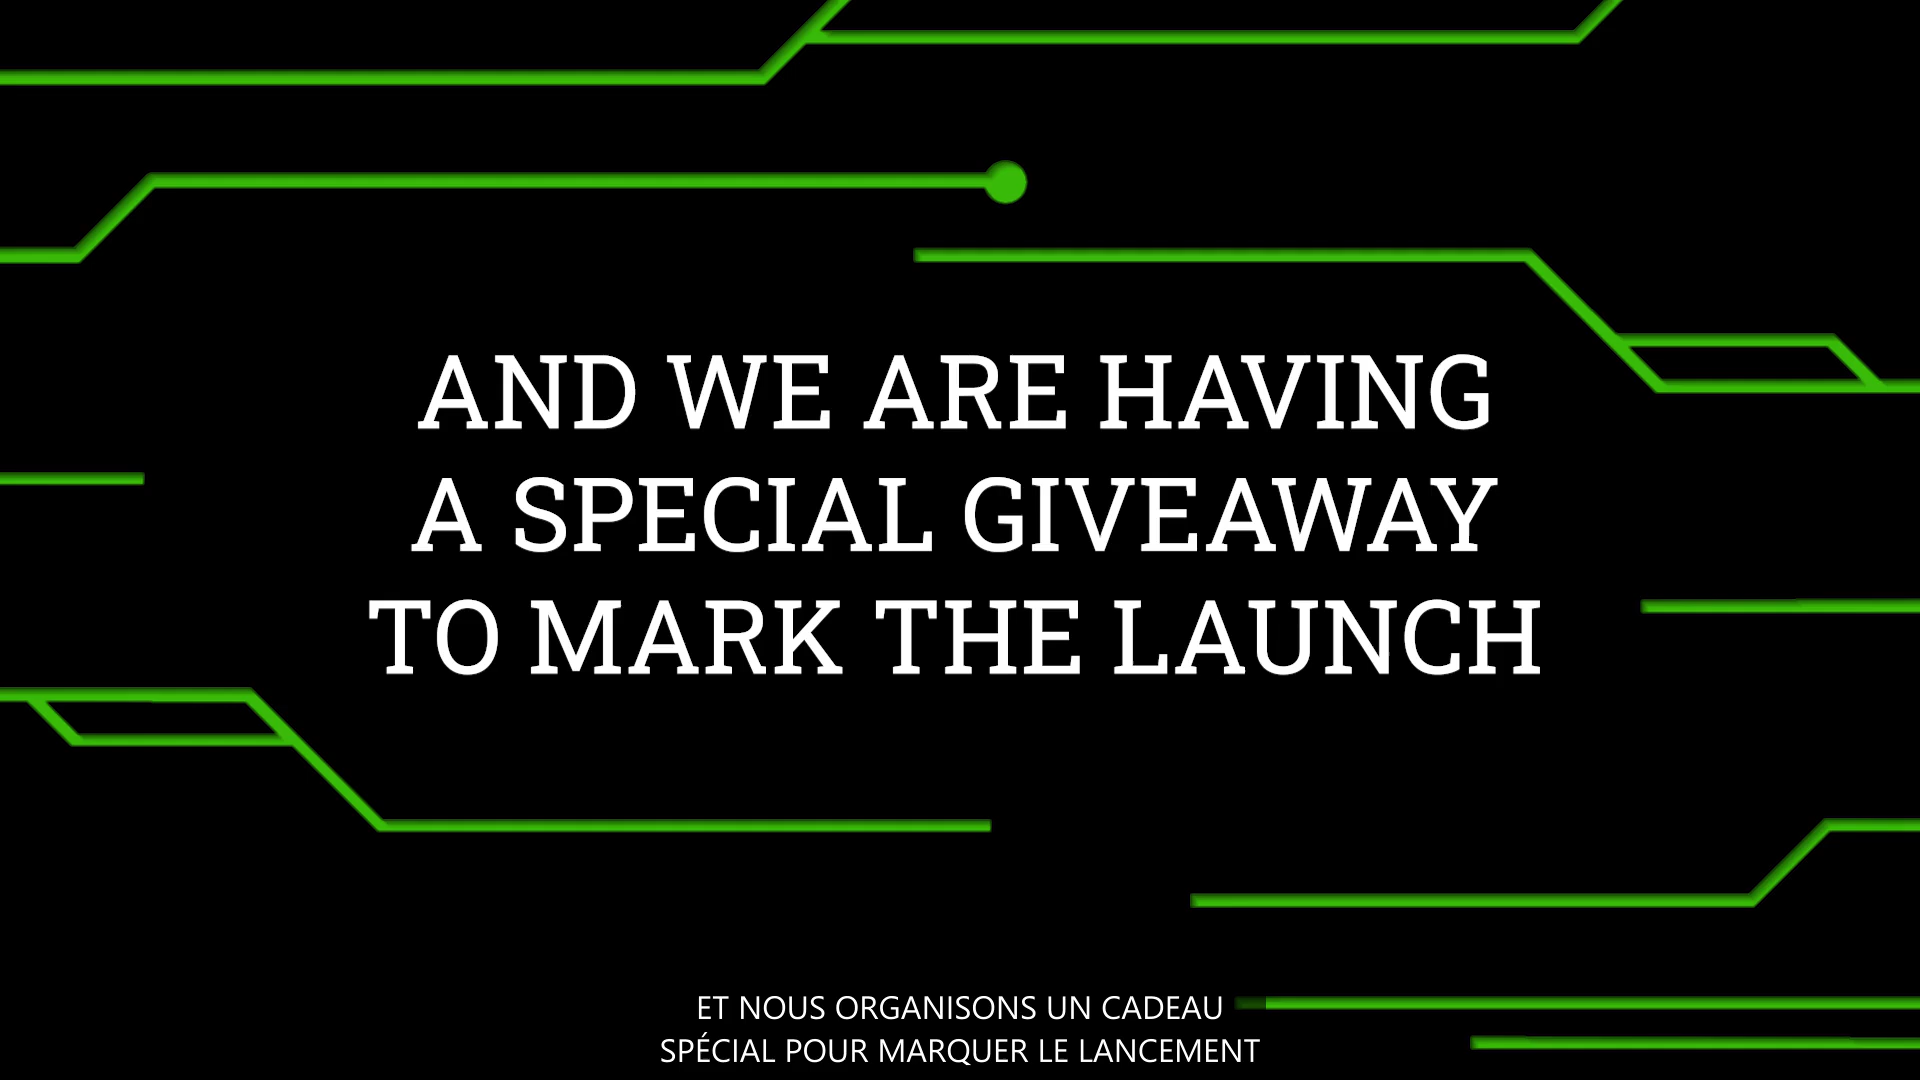 AND WE ARE HAVING
A SPECIAL GIVEAWAY
TO MARK THE LAUNCH
ET NOUS ORGANISONS UN CADEAU
SPÉCIAL POUR MARQUER LE LANCEMENT